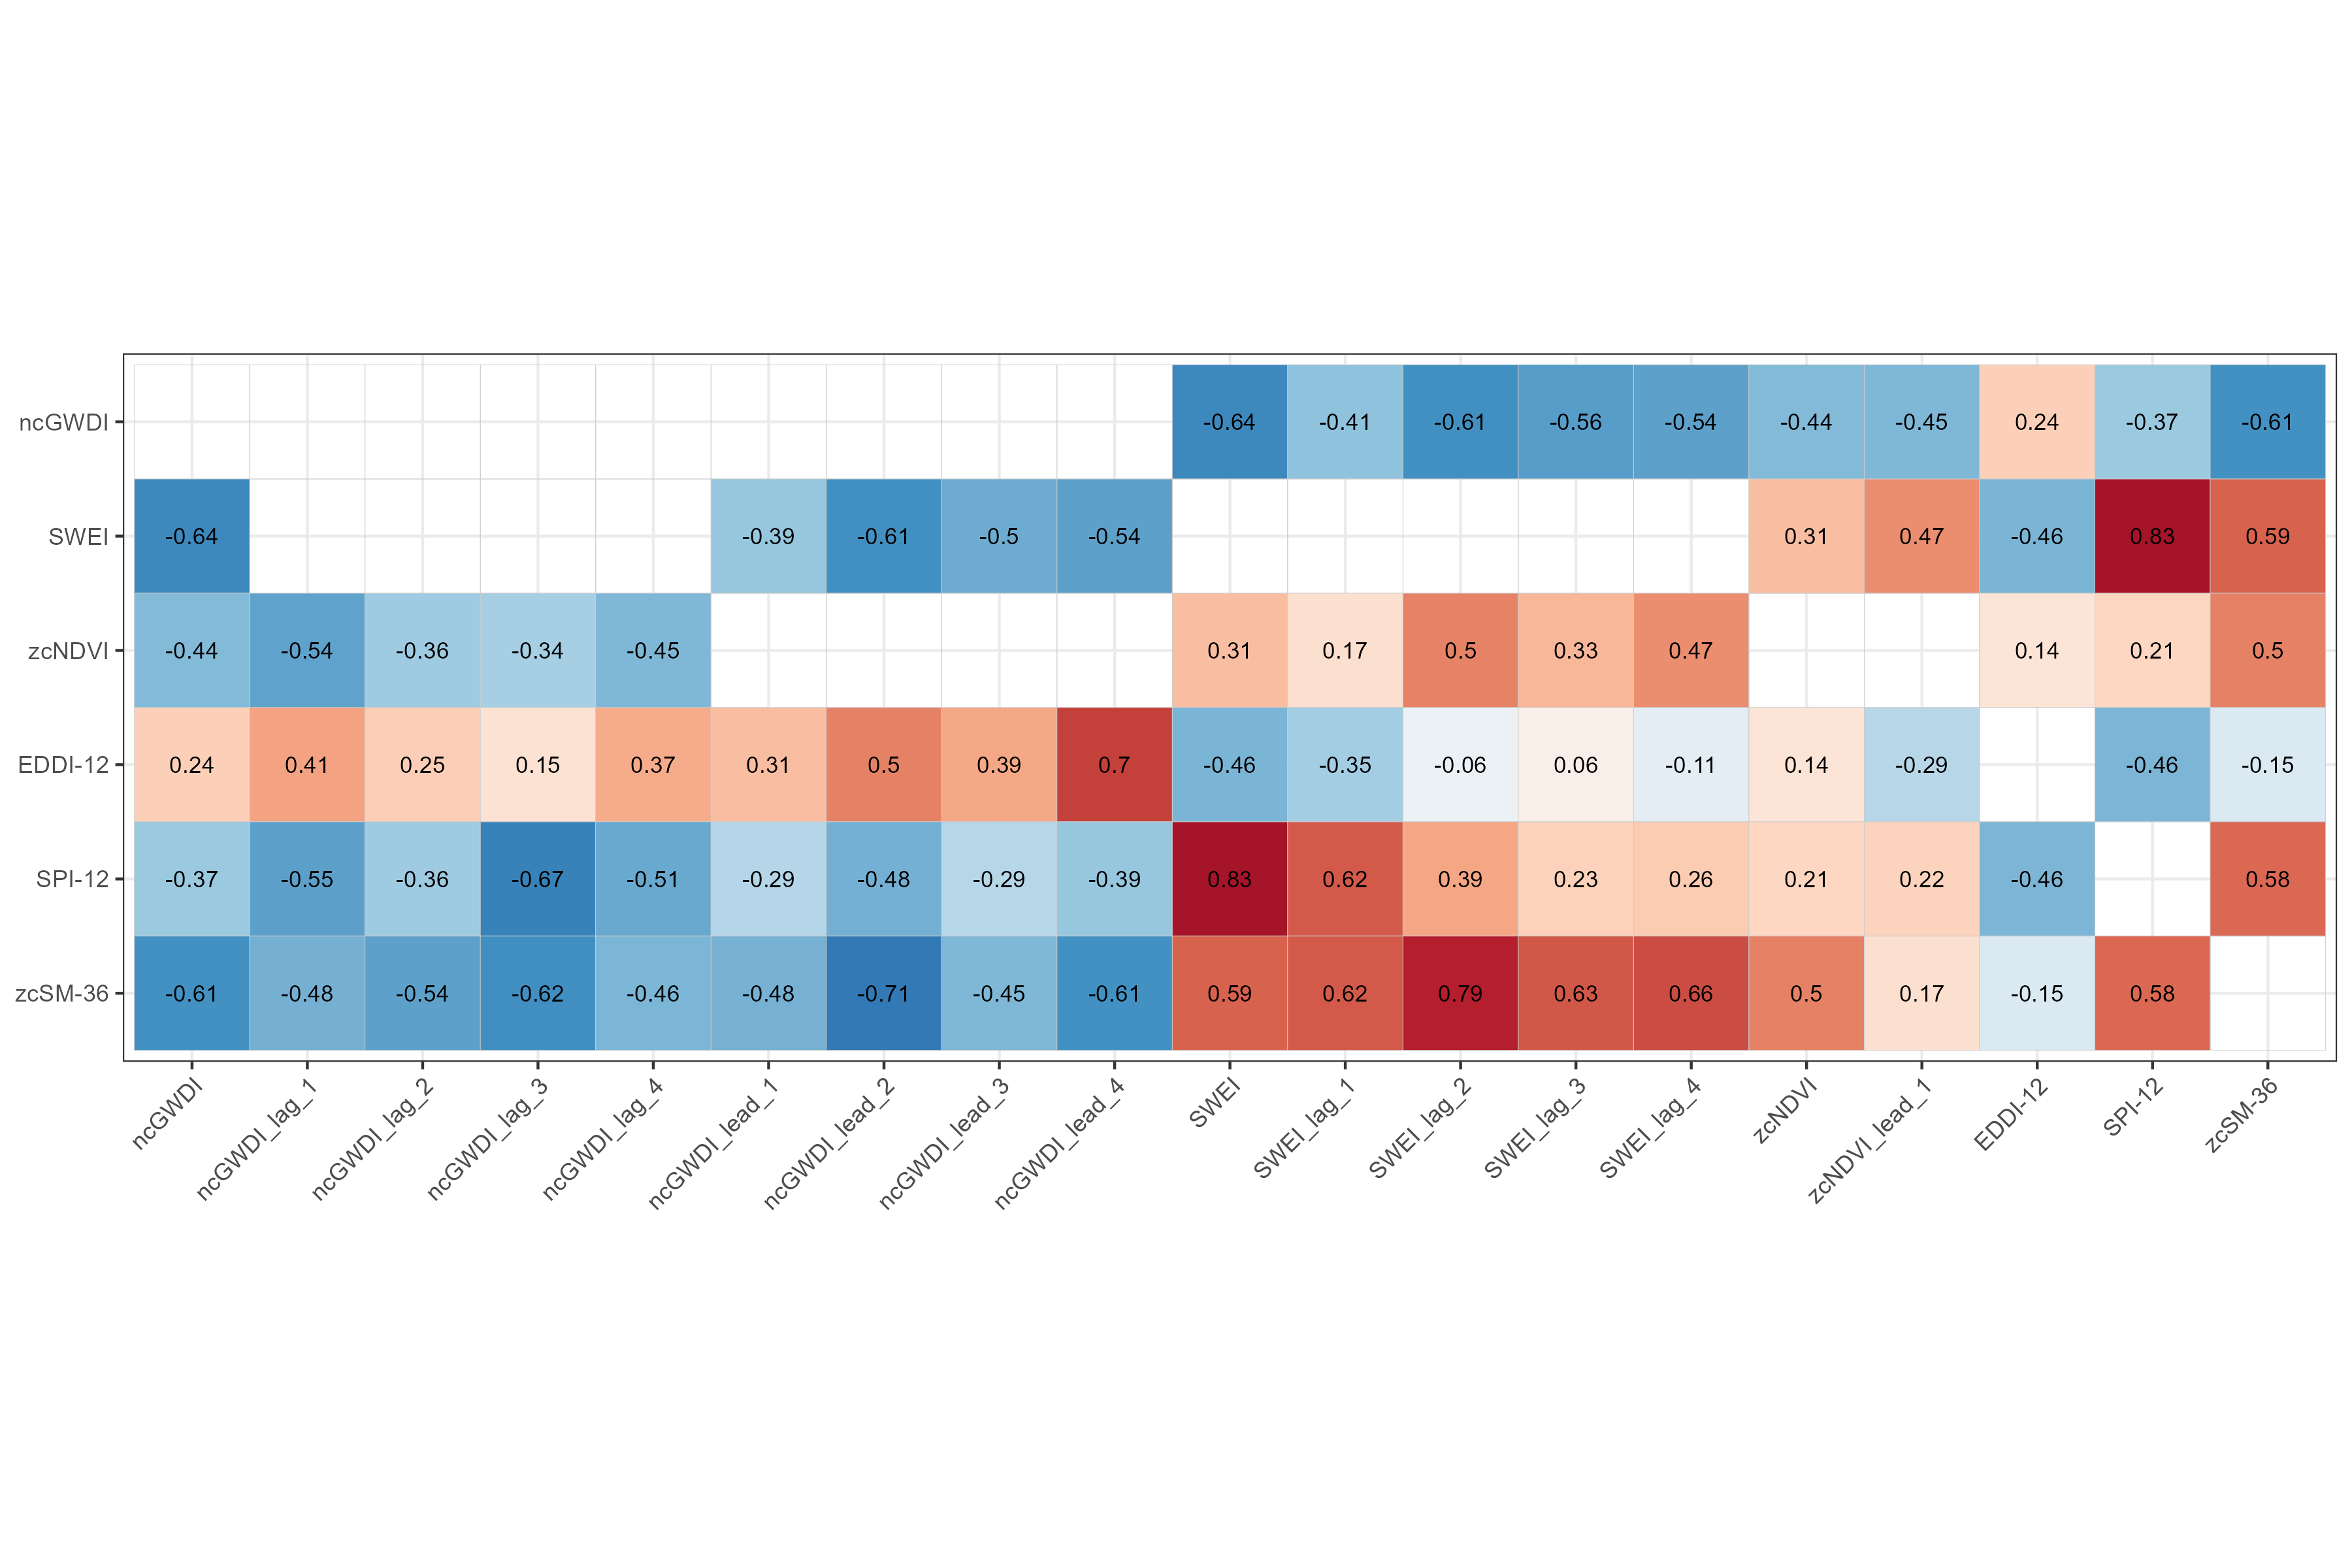 ncGWDI -0.64 -0.41 -0.61 -0.56 -0.54 -0.44 -0.45 0.24 -0.37 -0.61
SWEI -0.64 -0.39 -0.61 -0.5 -0.54 0.31 0.47 -0.46 0.83 0.59
zcNDVI -0.44 -0.54 -0.36 -0.34 -0.45 0.31 0.17 0.5 0.33 0.47 0.14 0.21 0.5
EDDI-12 0.24 0.41 0.25 0.15 0.37 0.31 0.5 0.39 0.7 -0.46 -0.35 -0.06 0.06 -0.11 0.14 -0.29 -0.46 -0.15
SPI-12 -0.37 -0.55 -0.36 -0.67 -0.51 -0.29 -0.48 -0.29 -0.39 0.83 0.62 0.39 0.23 0.26 0.21 0.22 -0.46 0.58
zcSM-36 -0.61 -0.48 -0.54 -0.62 -0.46 -0.48 -0.71 -0.45 -0.61 0.59 0.62 0.79 0.63 0.66 0.5 0.17 -0.15 0.58
ncGWDI ncGWDI_lag_1 ncGWDI_lag_2 ncGWDI_lag_3 ncGWDI_lag_4 ncGWDI_lead_1 ncGWDI_lead_2 ncGWDI_lead_3 ncGWDI_lead_4 SWEI SWEI_lag_1 SWEI_lag_2 SWEI_lag_3 SWEI_lag_4 zcNDVI zcNDVI_lead_1 EDDI-12 SPI-12 zcSM-36